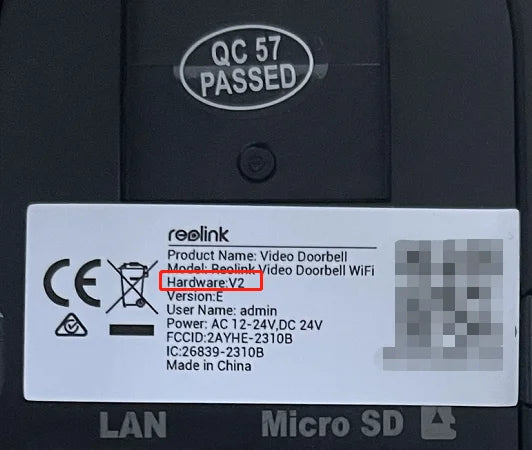 QC 57
PASSED
reolink
Product Name: Video Doorbell
Model: Reolink Video Doorbell WiFi
Hardware:V2
Version:E
User Name: admin
Power: AC 12-24V,DC 24V
FCCID:2AYHE-2310B
IC:26839-2310B
Made in China
CE
LAN
Micro SD